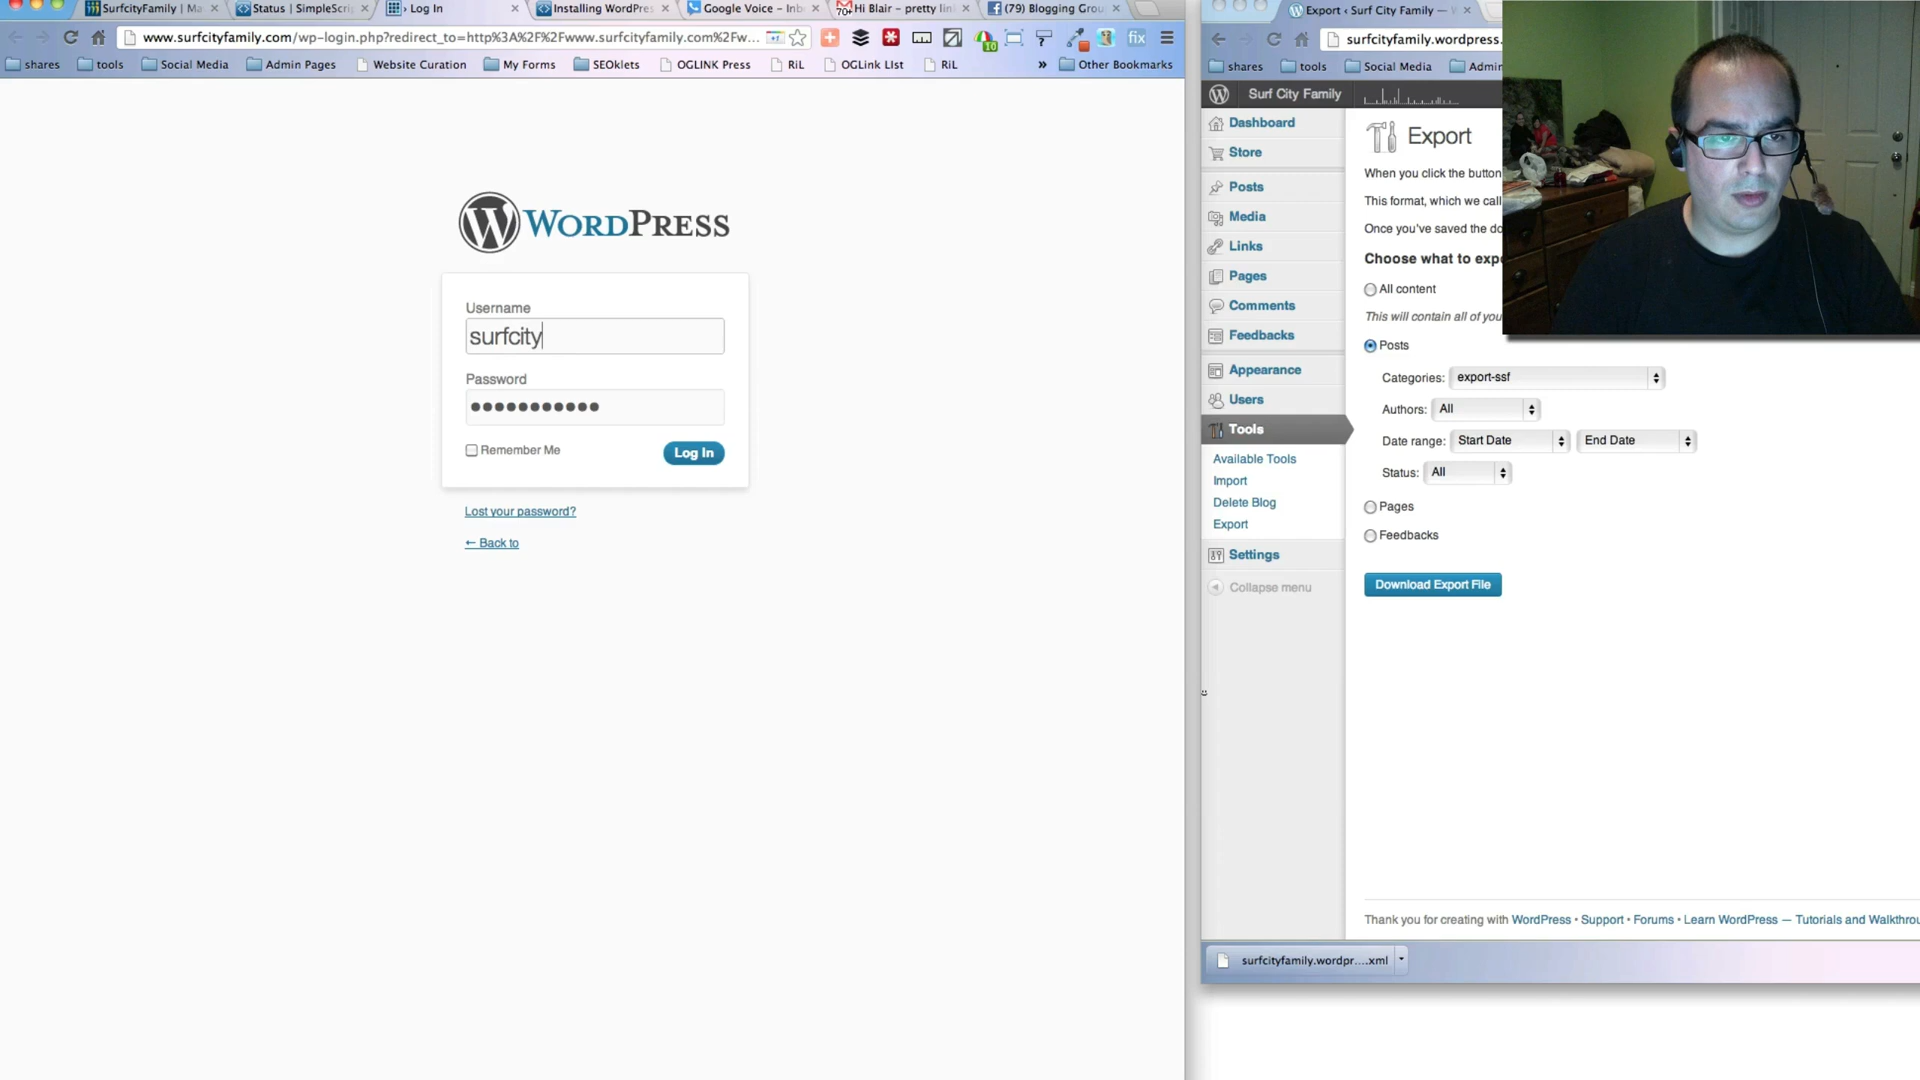 SurfcityFamily | Ma
Status | SimpleScrip
› Log In
Installing WordPres
Google Voice - Inb
70+ Hi Blair – pretty lin
(79) Blogging Grou
www.surfcityfamily.com/wp-login.php?redirect_to=http%3A%2F%2Fwww.surfcityfamily.com%2Fw...
10
fix
shares
tools
Social Media
Admin Pages
Website Curation
My Forms
SEOklets
OGLINK Press
RiL
OGLink LIst
RiL
»
Other Bookmarks
WORDPRESS
Username
surfcity
Password
Remember Me
Log In
Lost your password?
← Back to
Export ‹ Surf City Family —
surfcityfamily.wordpress.
shares
tools
Social Media
Admin
Surf City Family
Dashboard
Store
Posts
Media
Links
Pages
Comments
Feedbacks
Appearance
Users
Tools
Available Tools
Import
Delete Blog
Export
Settings
Collapse menu
Export
When you click the button
This format, which we call
Once you've saved the do
Choose what to expo
All content
This will contain all of you
Posts
Categories: export-ssf
Authors: All
Date range: Start Date End Date
Status: All
Pages
Feedbacks
Download Export File
Thank you for creating with WordPress • Support • Forums • Learn WordPress — Tutorials and Walkthrou
surfcityfamily.wordpr....xml